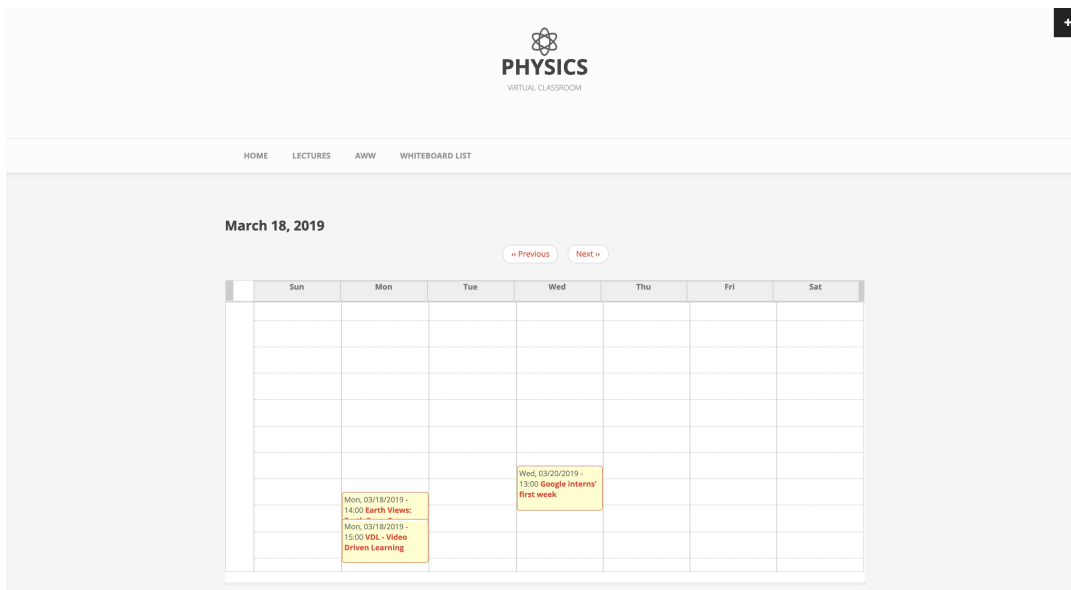 +
PHYSICS
VIRTUAL CLASSROOM
HOME LECTURES AWW WHITEBOARD LIST
March 18, 2019
‹‹ Previous Next ››
Sun Mon Tue Wed Thu Fri Sat
Wed, 03/20/2019 -
13:00 Google interns'
first week
Mon, 03/18/2019 -
14:00 Earth Views:
Mon, 03/18/2019 -
15:00 VDL - Video
Driven Learning